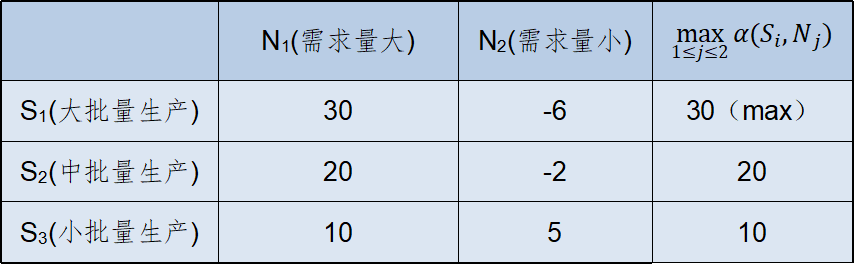 N₁(需求量大) N₂(需求量小) max 1≤j≤2 α(Sᵢ, Nⱼ)
S₁(大批量生产) 30 -6 30（max）
S₂(中批量生产) 20 -2 20
S₃(小批量生产) 10 5 10